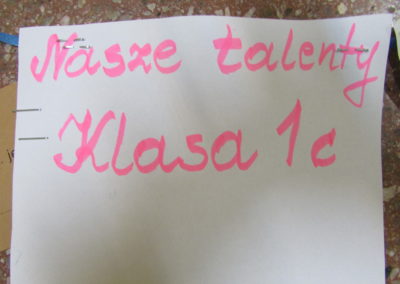 Nasze talenty
Klasa 1c